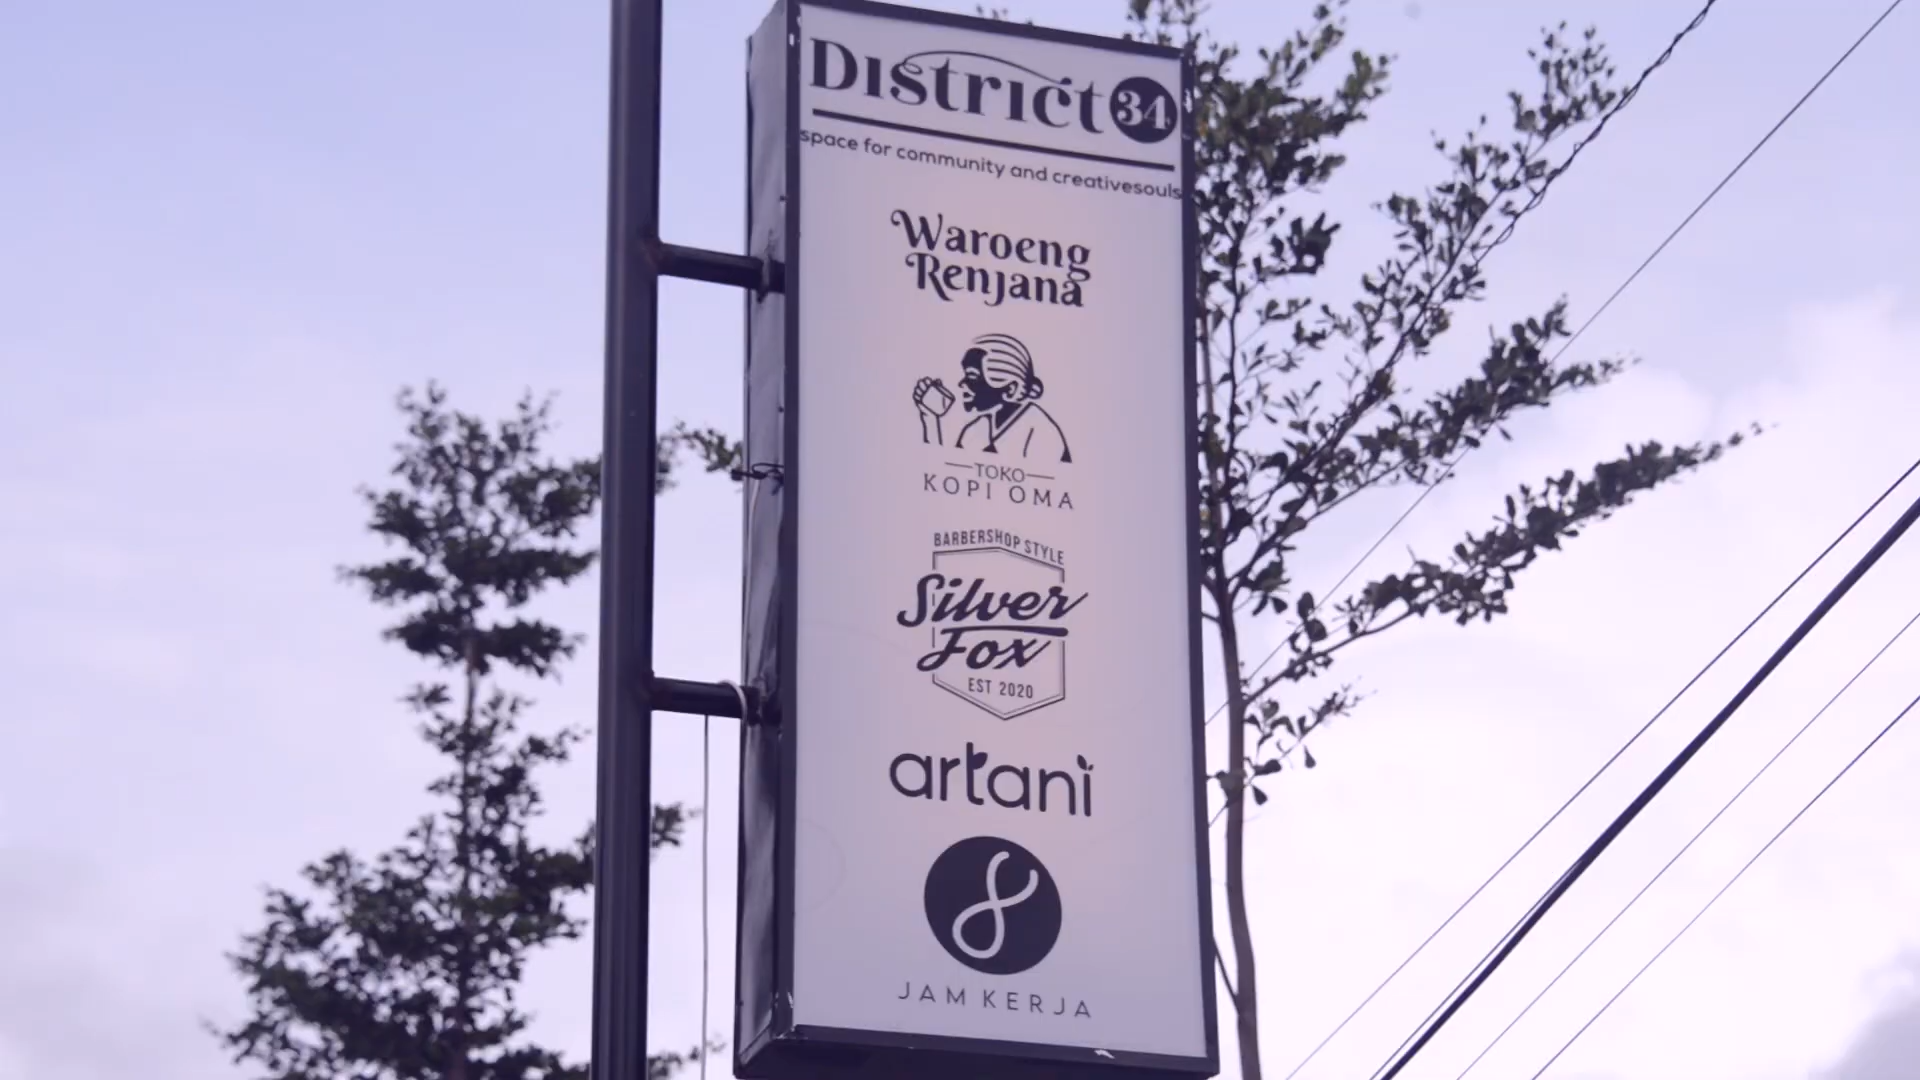 District 34
space for community and creativesouls
Waroeng
Renjana
TOKO
KOPI OMA
BARBERSHOP STYLE
Silver
Fox
EST 2020
artani
8
JAM KERJA